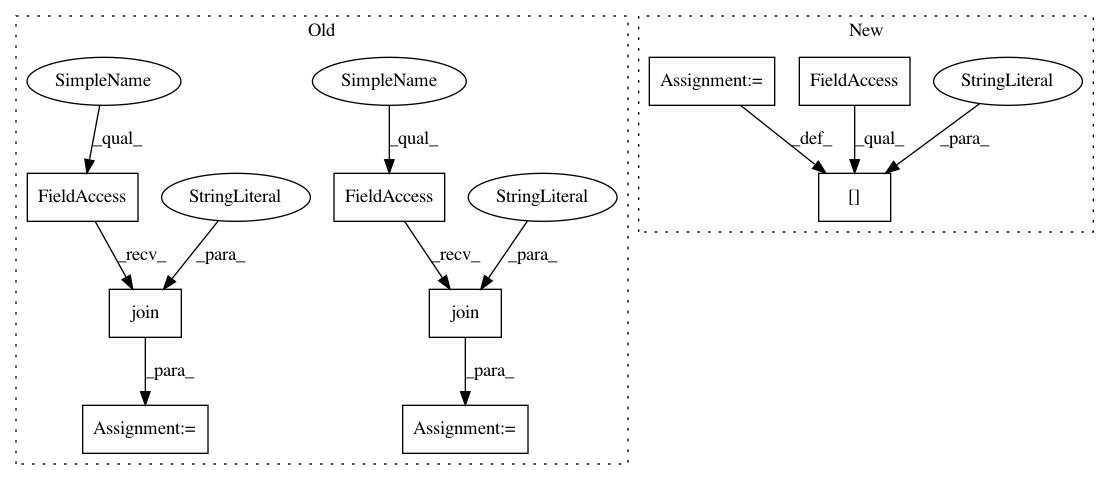 Old
New
SimpleName
SimpleName
Assignment:=
FieldAccess
StringLiteral
_qual_
_qual_
_def_
_qual_
_para_
FieldAccess
StringLiteral
FieldAccess
StringLiteral
[]
_recv_
_para_
_recv_
_para_
join
join
_para_
_para_
Assignment:=
Assignment:=